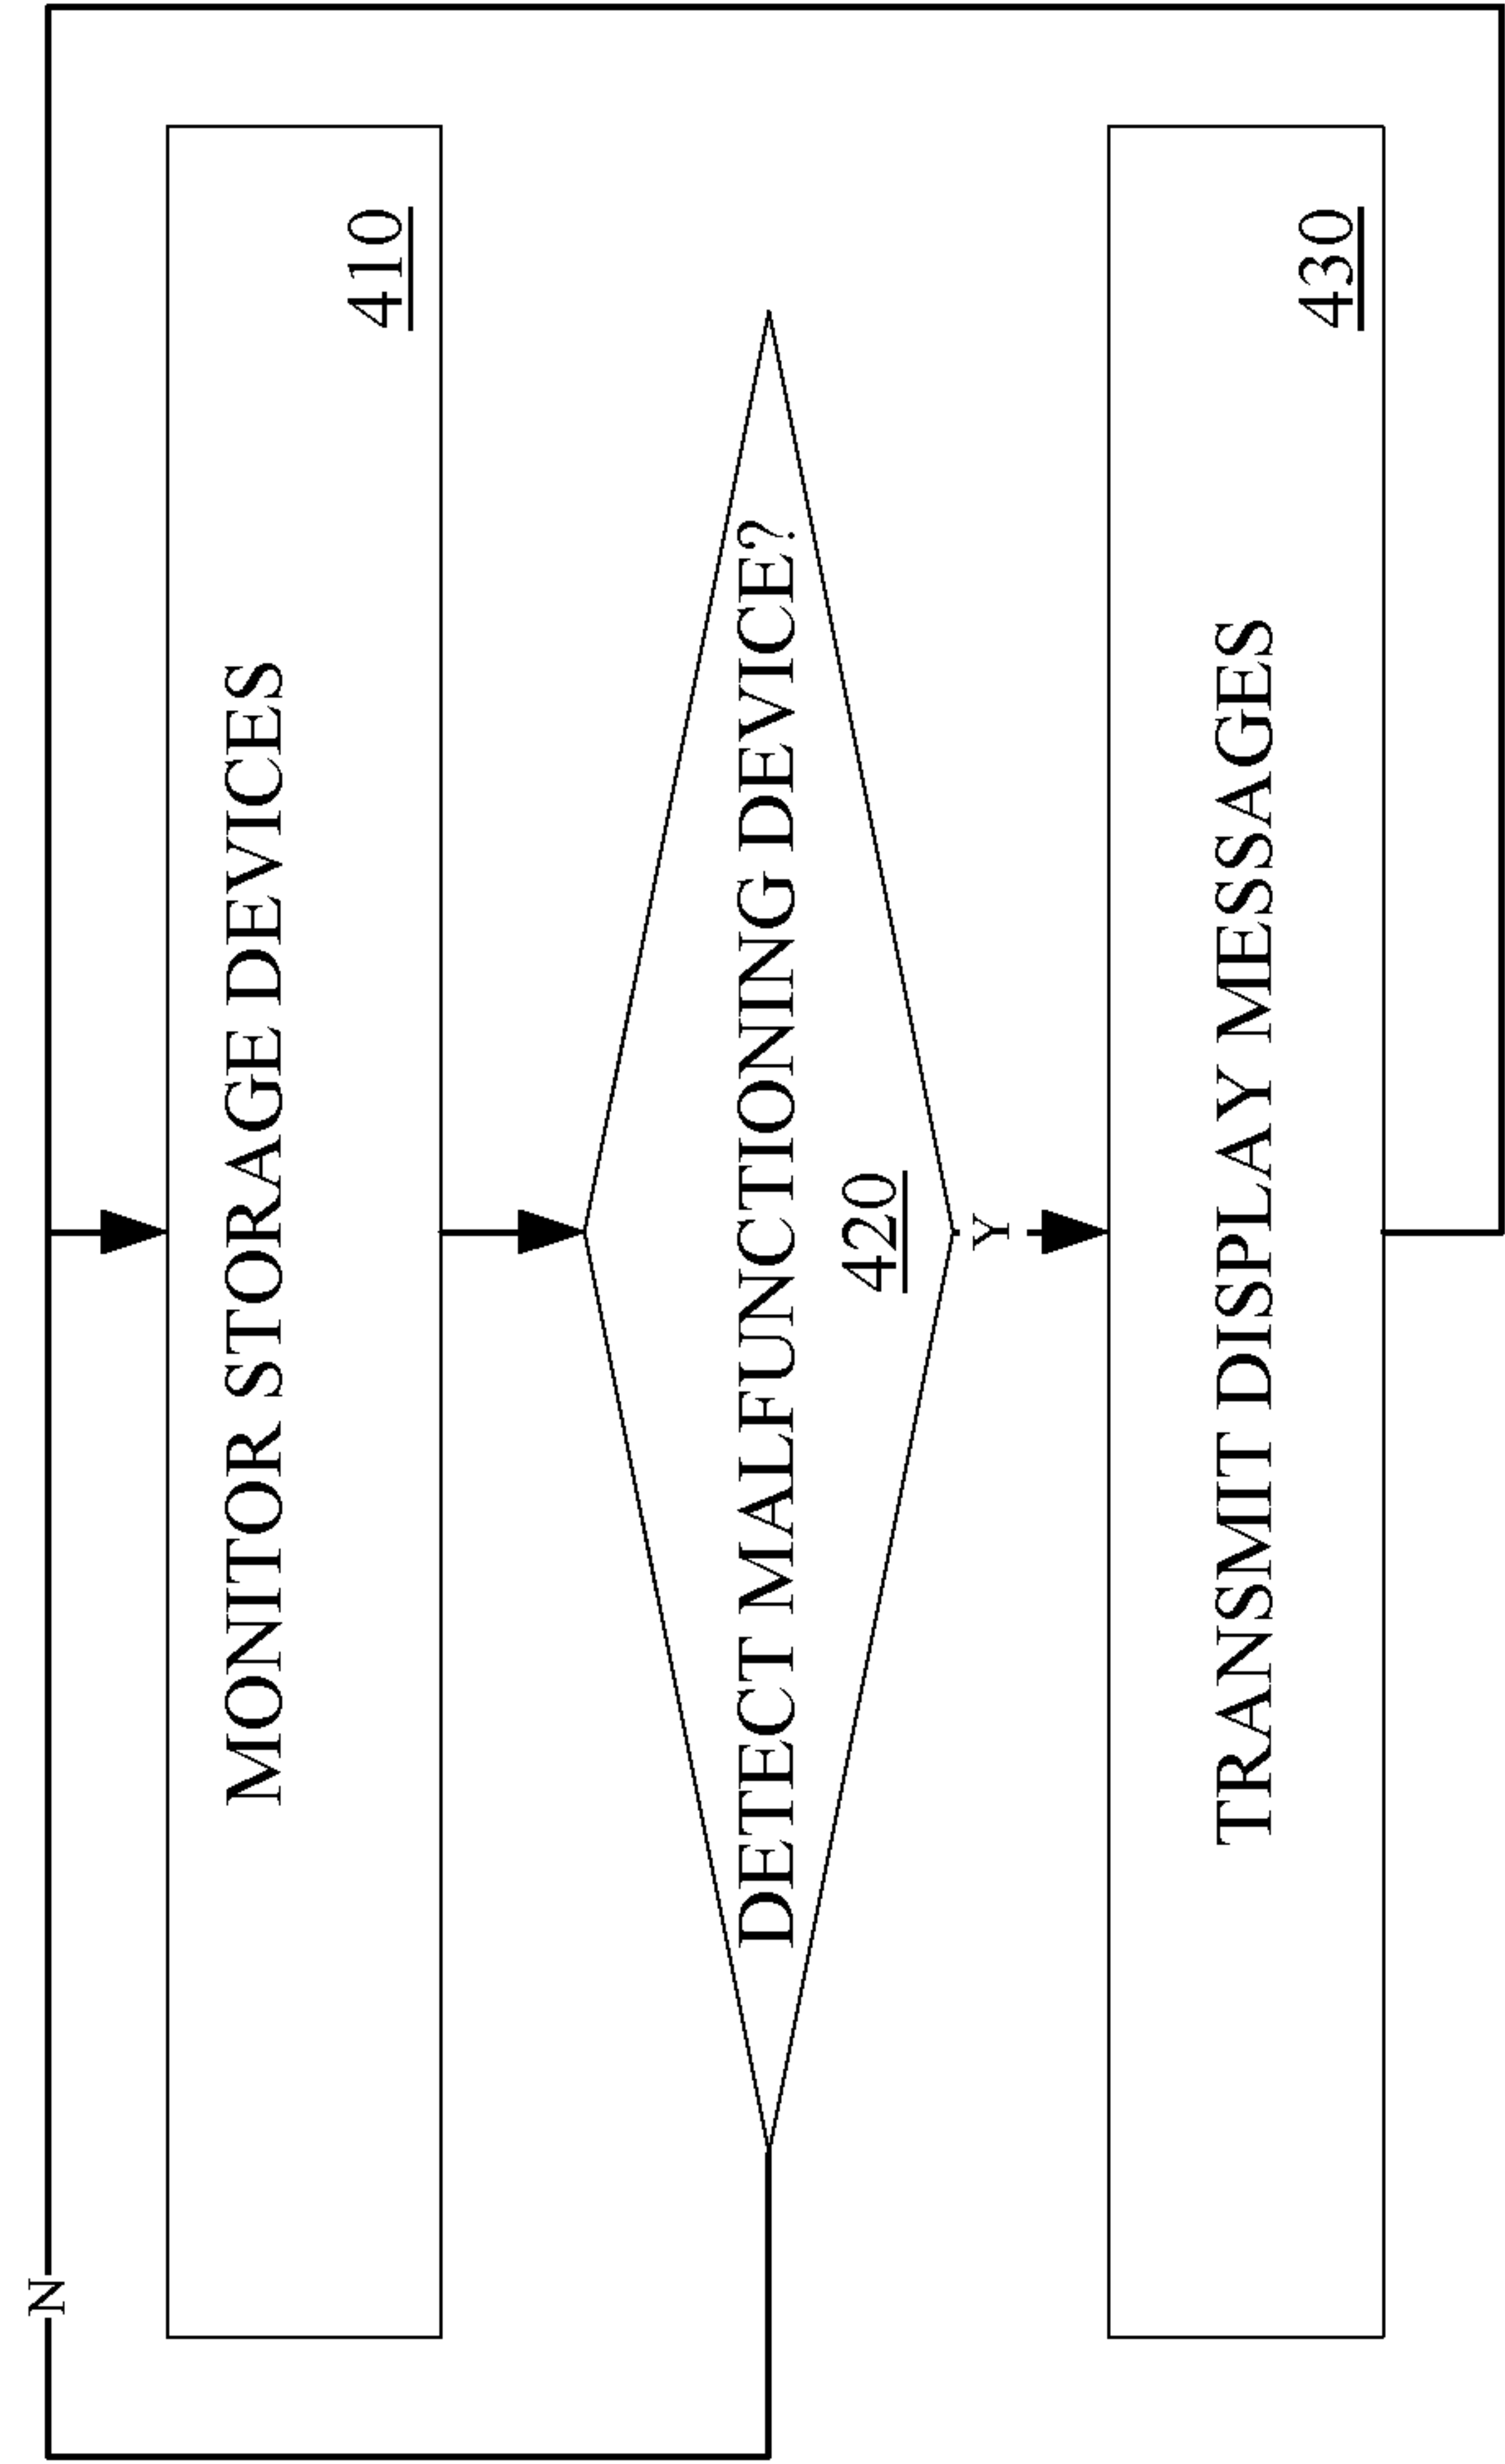 N
MONITOR STORAGE DEVICES
410
DETECT MALFUNCTIONING DEVICE?
420
Y
TRANSMIT DISPLAY MESSAGES
430